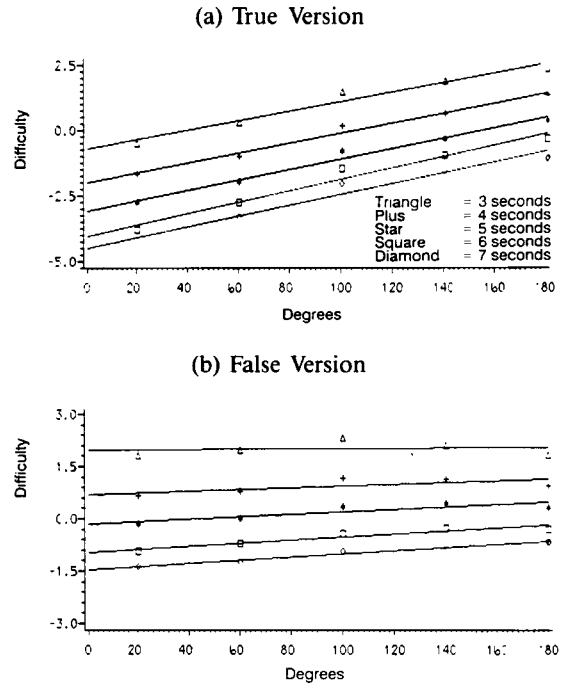 (a) True Version
2.5
0.0
-2.5
-5.0
Difficulty
Triangle = 3 seconds
Plus = 4 seconds
Star = 5 seconds
Square = 6 seconds
Diamond = 7 seconds
0 20 40 60 80 100 120 140 160 180
Degrees
(b) False Version
3.0
1.5
0.0
-1.5
-3.0
Difficulty
0 20 40 60 80 100 120 140 160 180
Degrees